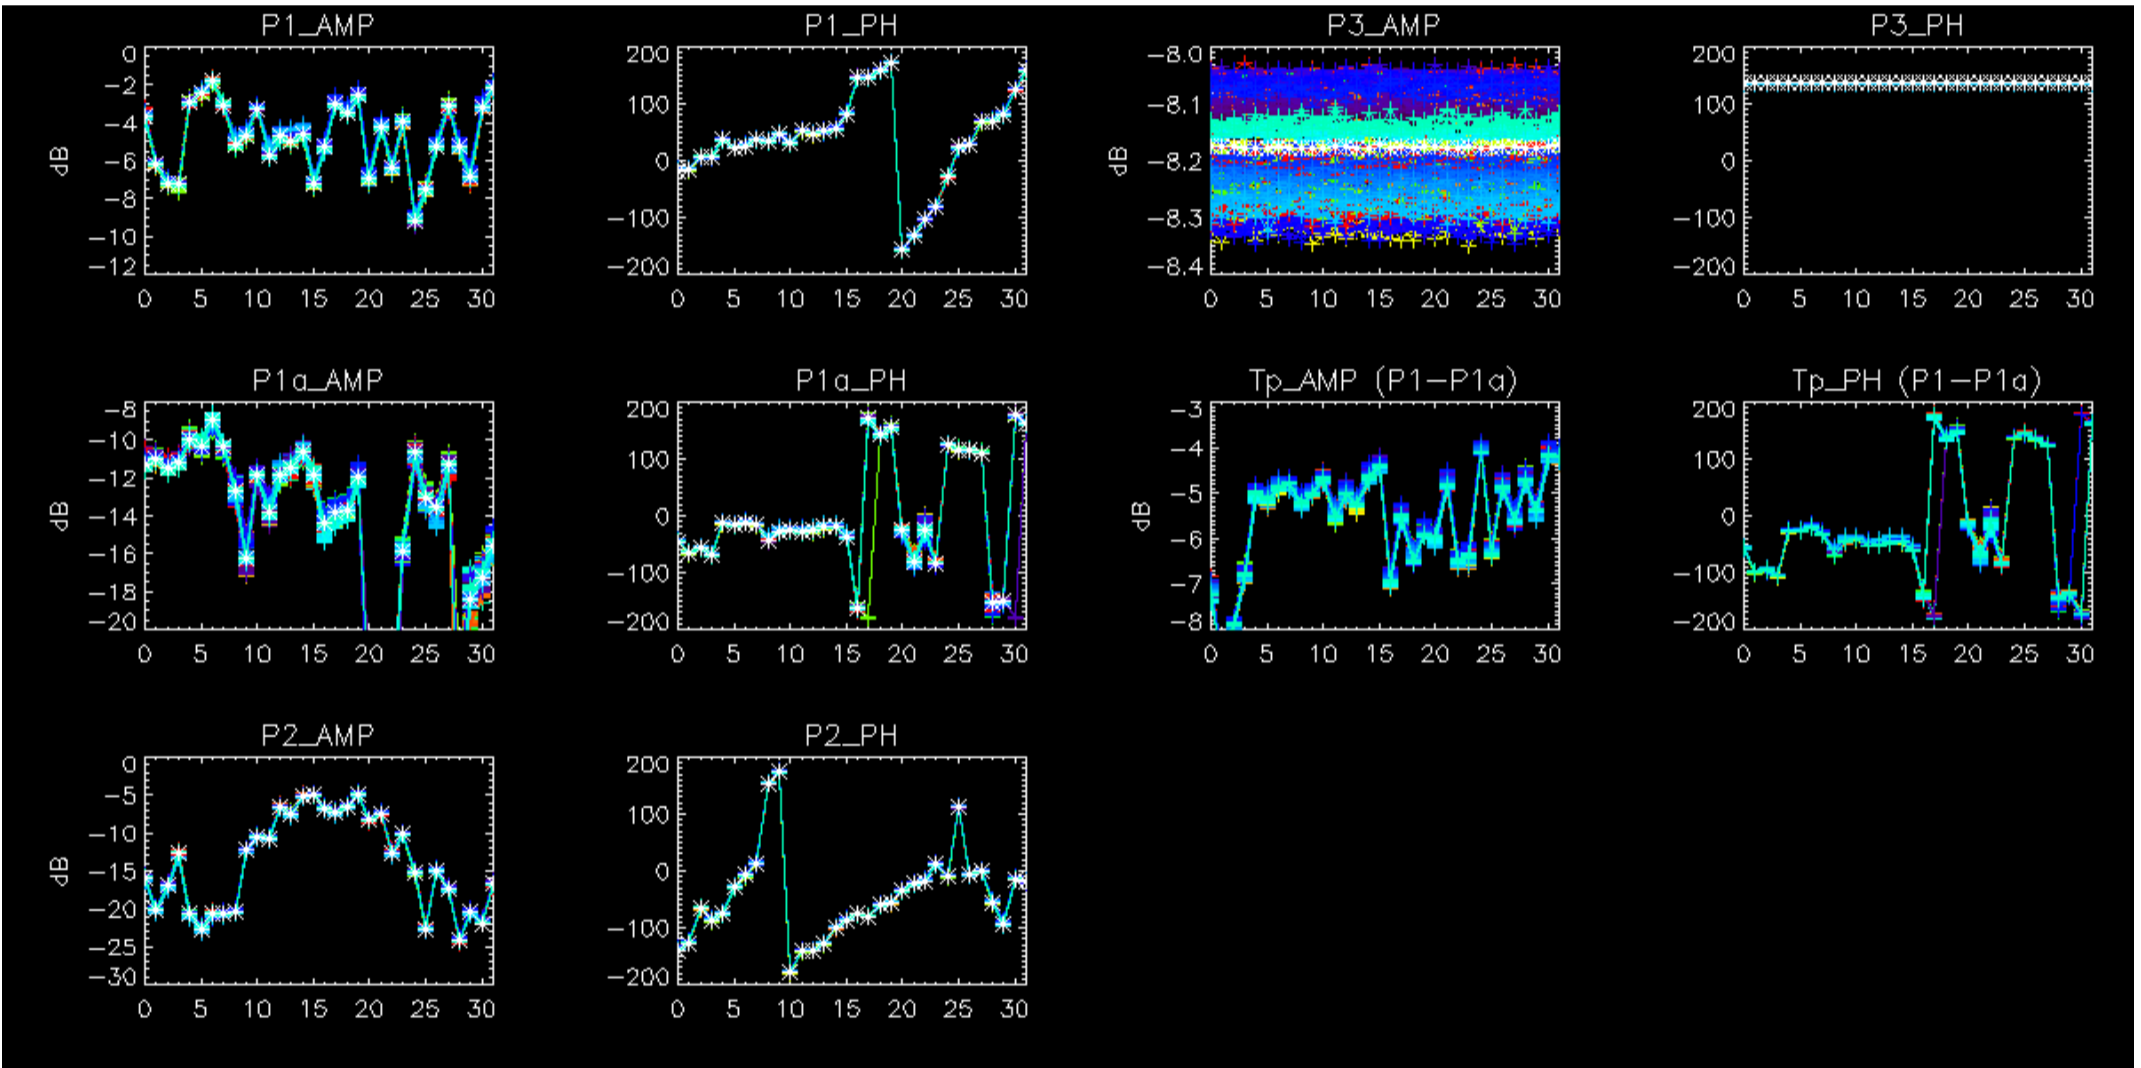 P1_AMP
0
-2
-4
-6
-8
-10
-12
dB
0 5 10 15 20 25 30
P1_PH
200
100
0
-100
-200
0 5 10 15 20 25 30
P3_AMP
-8.0
-8.1
-8.2
-8.3
-8.4
dB
0 5 10 15 20 25 30
P3_PH
200
100
0
-100
-200
0 5 10 15 20 25 30
P1a_AMP
-8
-10
-12
-14
-16
-18
-20
dB
0 5 10 15 20 25 30
P1a_PH
200
100
0
-100
-200
0 5 10 15 20 25 30
Tp_AMP (P1-P1a)
-3
-4
-5
-6
-7
-8
dB
0 5 10 15 20 25 30
Tp_PH (P1-P1a)
200
100
0
-100
-200
0 5 10 15 20 25 30
P2_AMP
0
-5
-10
-15
-20
-25
-30
dB
0 5 10 15 20 25 30
P2_PH
200
100
0
-100
-200
0 5 10 15 20 25 30